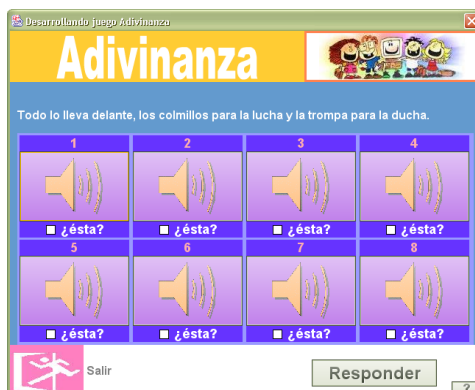 Desarrollando juego Adivinanza
Adivinanza
Todo lo lleva delante, los colmillos para la lucha y la trompa para la ducha.
1 2 3 4
¿ésta? ¿ésta? ¿ésta? ¿ésta?
5 6 7 8
¿ésta? ¿ésta? ¿ésta? ¿ésta?
Salir
Responder
?